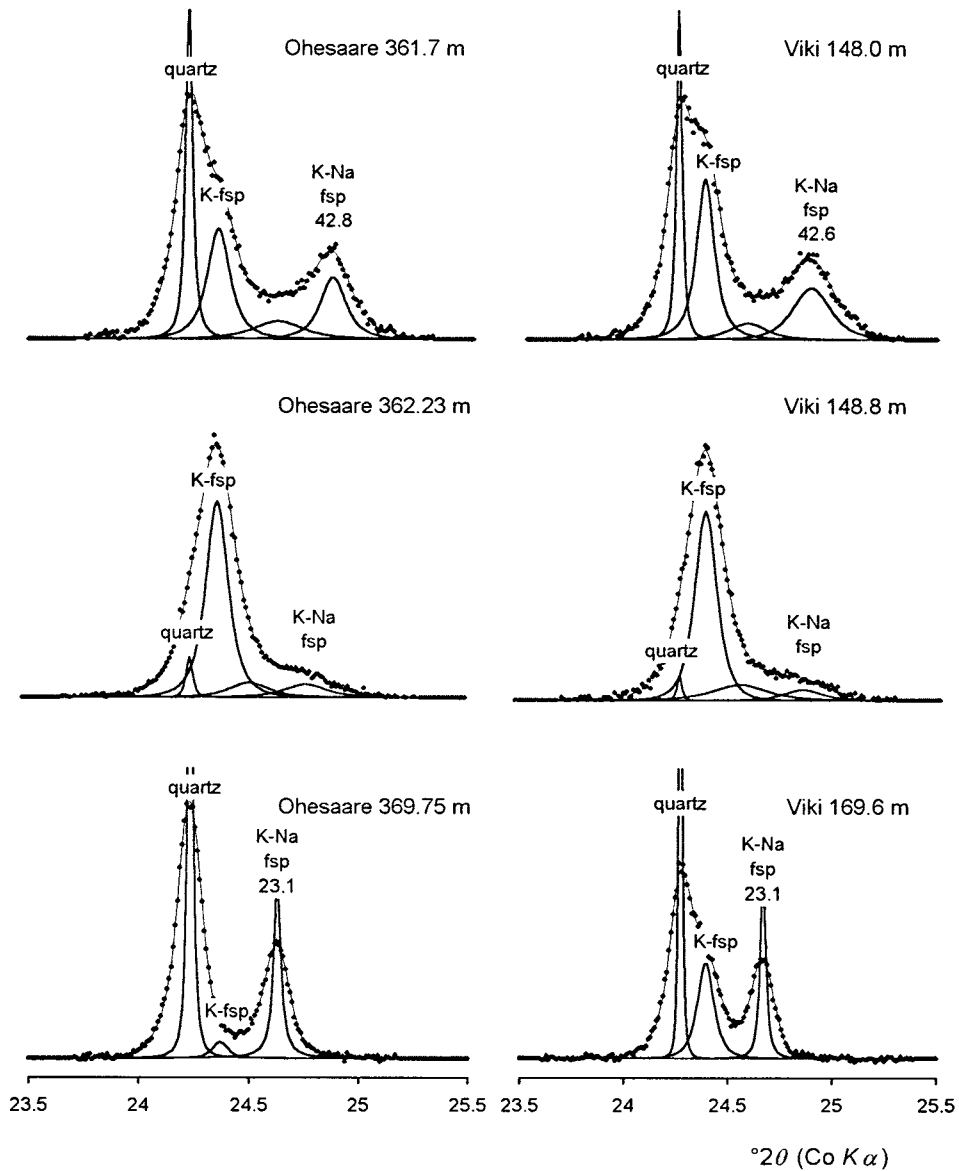 Ohesaare 361.7 m
quartz
K-fsp
K-Na
fsp
42.8
Viki 148.0 m
quartz
K-fsp
K-Na
fsp
42.6
Ohesaare 362.23 m
K-fsp
quartz
K-Na
fsp
Viki 148.8 m
K-fsp
quartz
K-Na
fsp
Ohesaare 369.75 m
quartz
K-fsp
K-Na
fsp
23.1
Viki 169.6 m
quartz
K-fsp
K-Na
fsp
23.1
23.5 24 24.5 25 25.5
23.5 24 24.5 25 25.5
°2θ (Co K α)